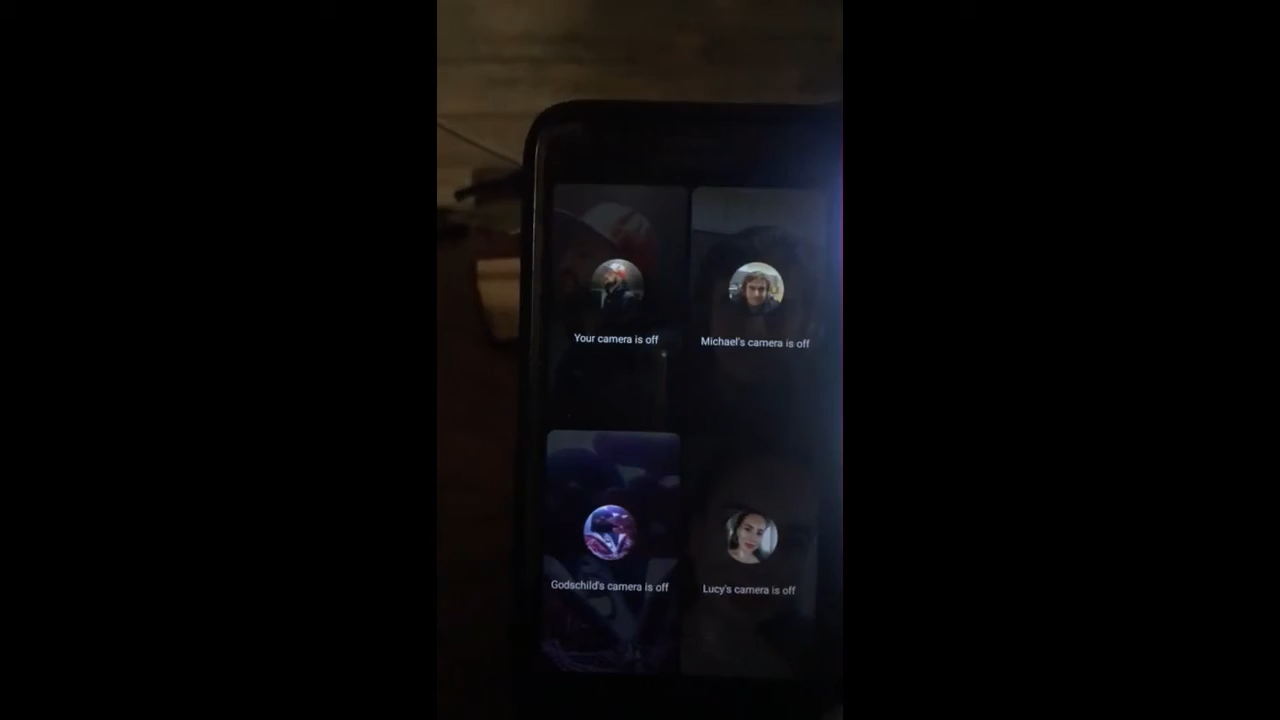 Your camera is off
Michael's camera is off
Godschild's camera is off
Lucy's camera is off